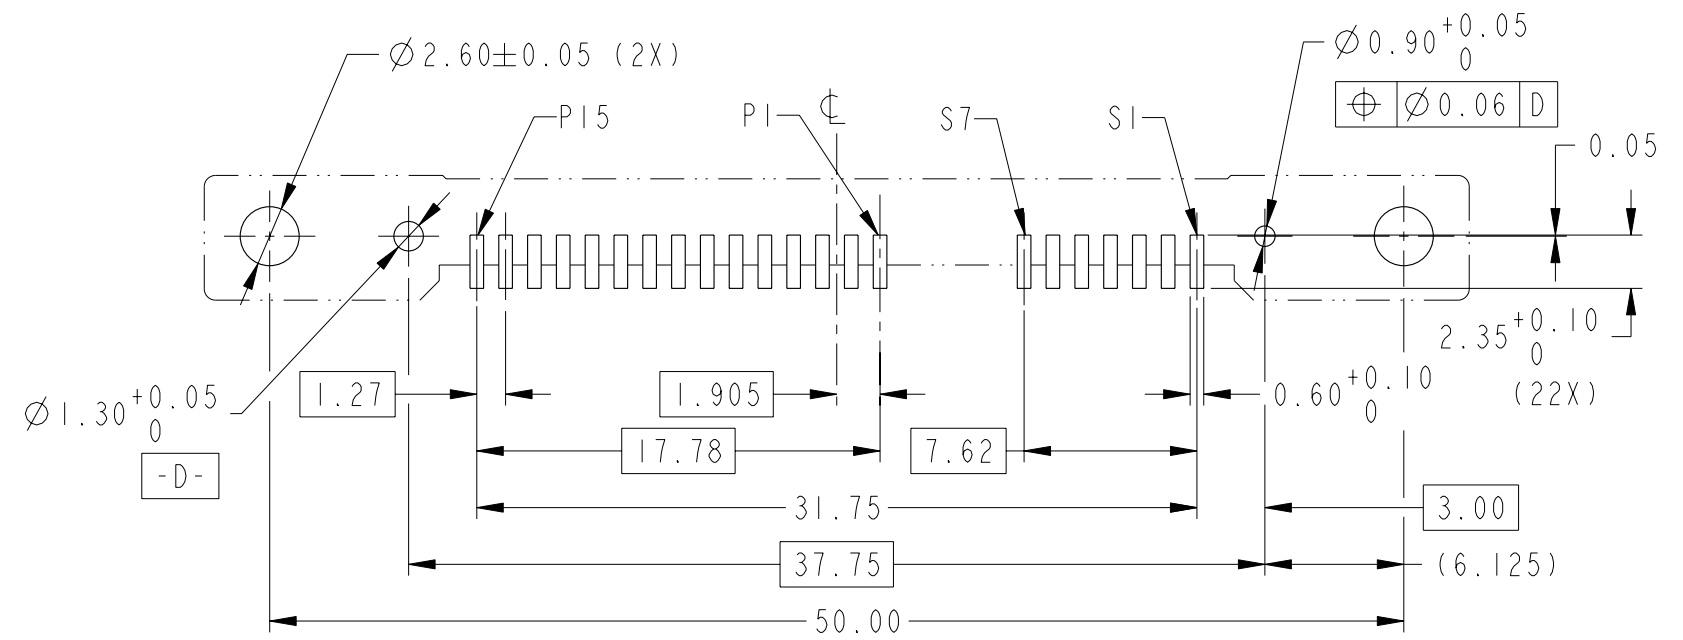 Ø2.60±0.05 (2X)
Ø0.90 +0.05
0
⌖ Ø0.06 D
P15
P1
℄
S7
S1
0.05
2.35 +0.10
0
(22X)
Ø1.30 +0.05
0
-D-
1.27
1.905
0.60 +0.10
0
17.78
7.62
31.75
3.00
37.75
(6.125)
50.00